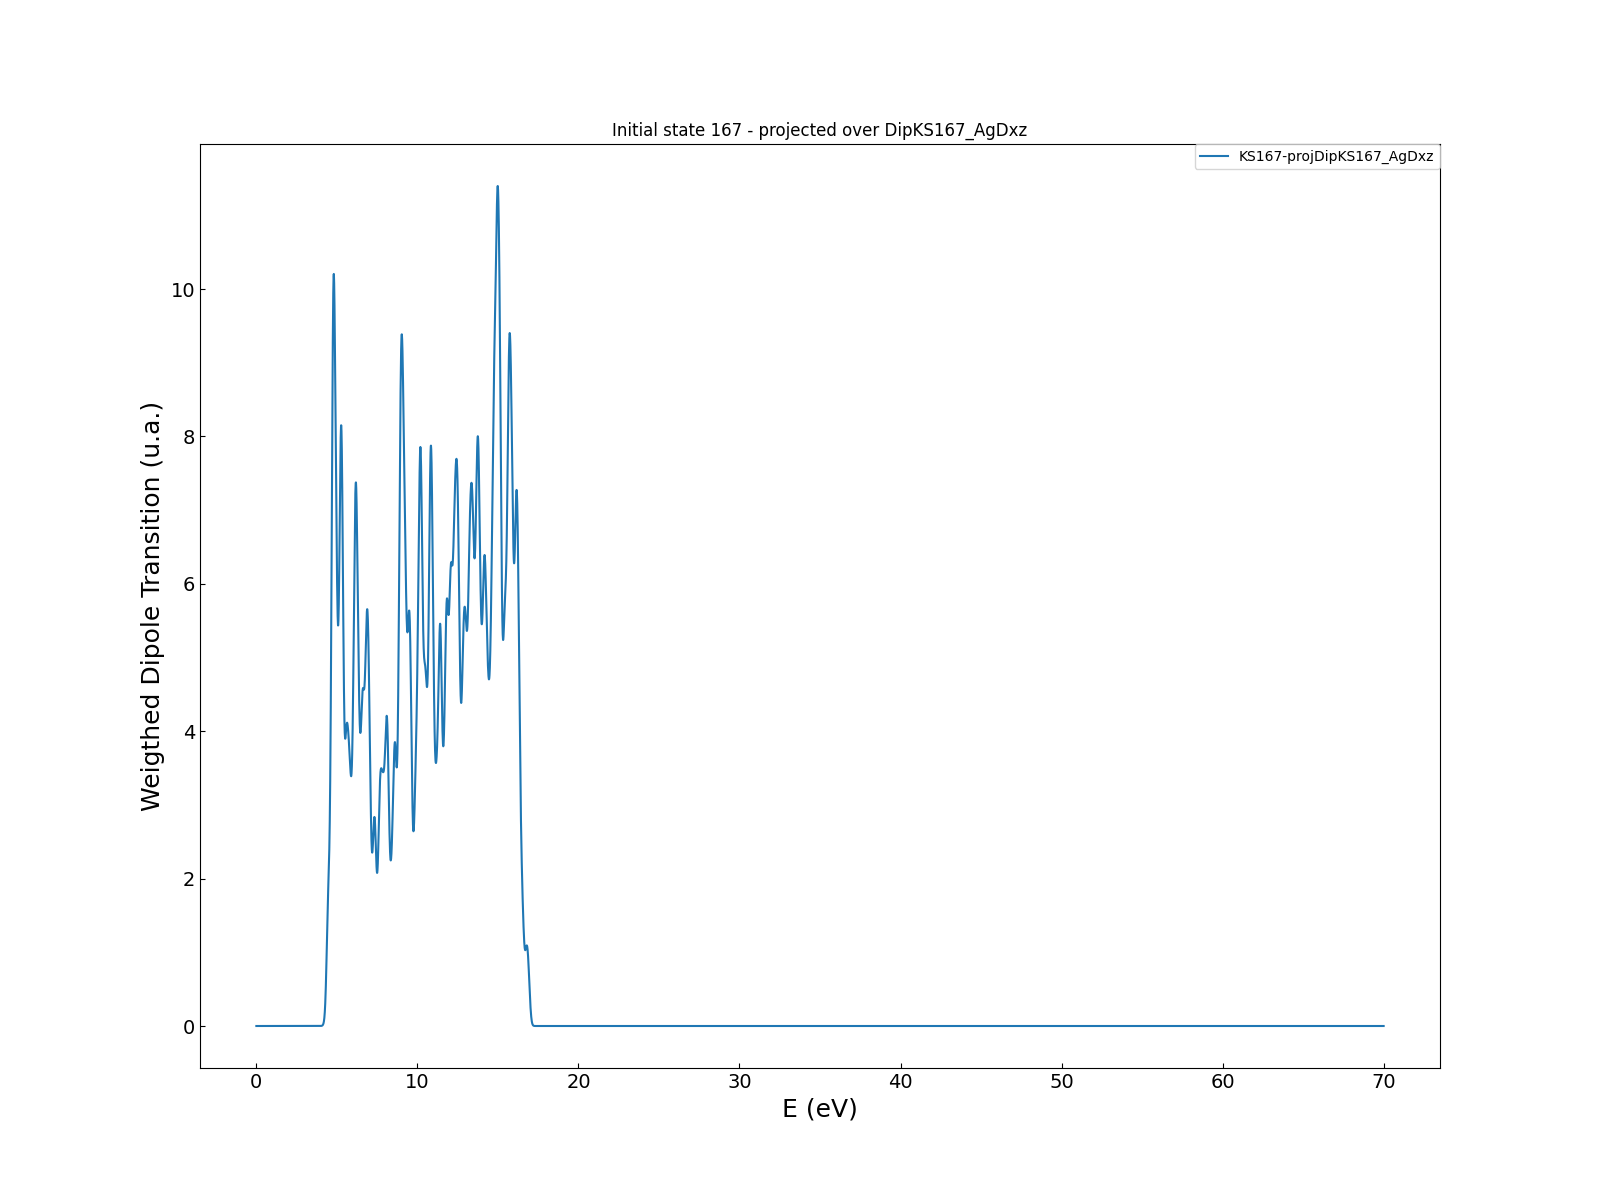 Initial state 167 - projected over DipKS167_AgDxz
KS167-projDipKS167_AgDxz
Weigthed Dipole Transition (u.a.)
10
8
6
4
2
0
0 10 20 30 40 50 60 70
E (eV)